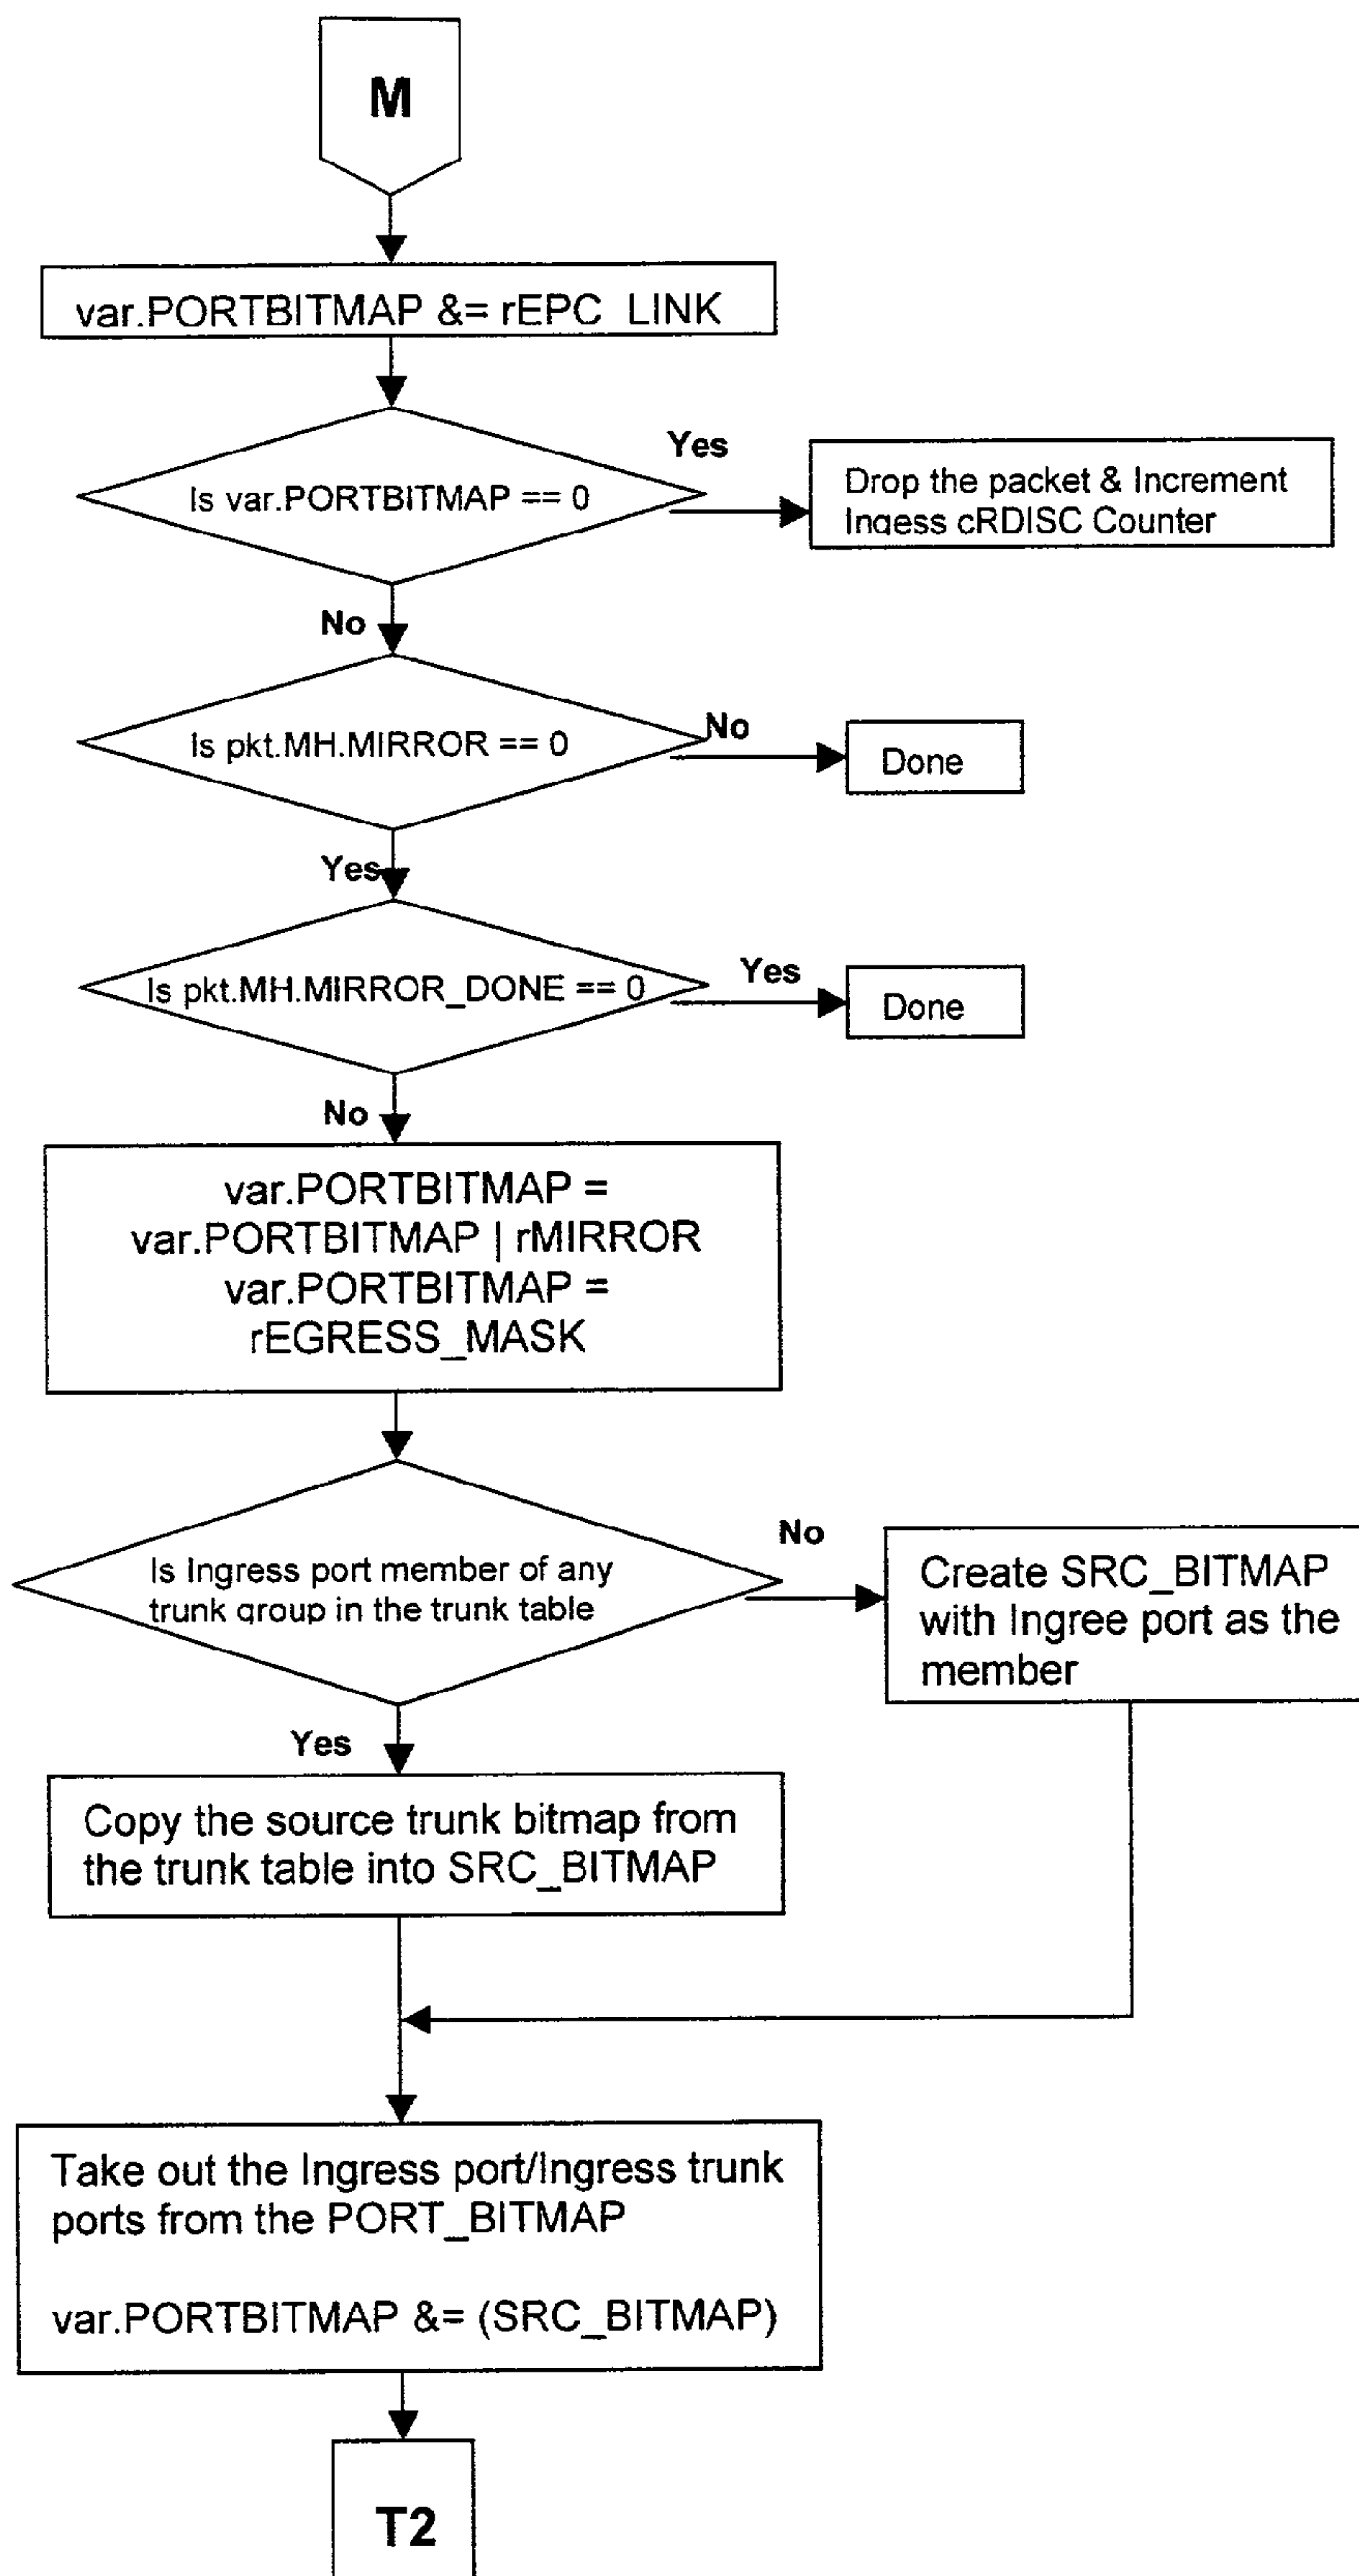 M
var.PORTBITMAP &= rEPC_LINK
Yes
Is var.PORTBITMAP == 0
Drop the packet & Increment
Ingess cRDISC Counter
No
Is pkt.MH.MIRROR == 0
No
Done
Yes
Is pkt.MH.MIRROR_DONE == 0
Yes
Done
No
var.PORTBITMAP =
var.PORTBITMAP | rMIRROR
var.PORTBITMAP =
rEGRESS_MASK
Is Ingress port member of any
trunk group in the trunk table
No
Create SRC_BITMAP
with Ingree port as the
member
Yes
Copy the source trunk bitmap from
the trunk table into SRC_BITMAP
Take out the Ingress port/Ingress trunk
ports from the PORT_BITMAP
var.PORTBITMAP &= (SRC_BITMAP)
T2